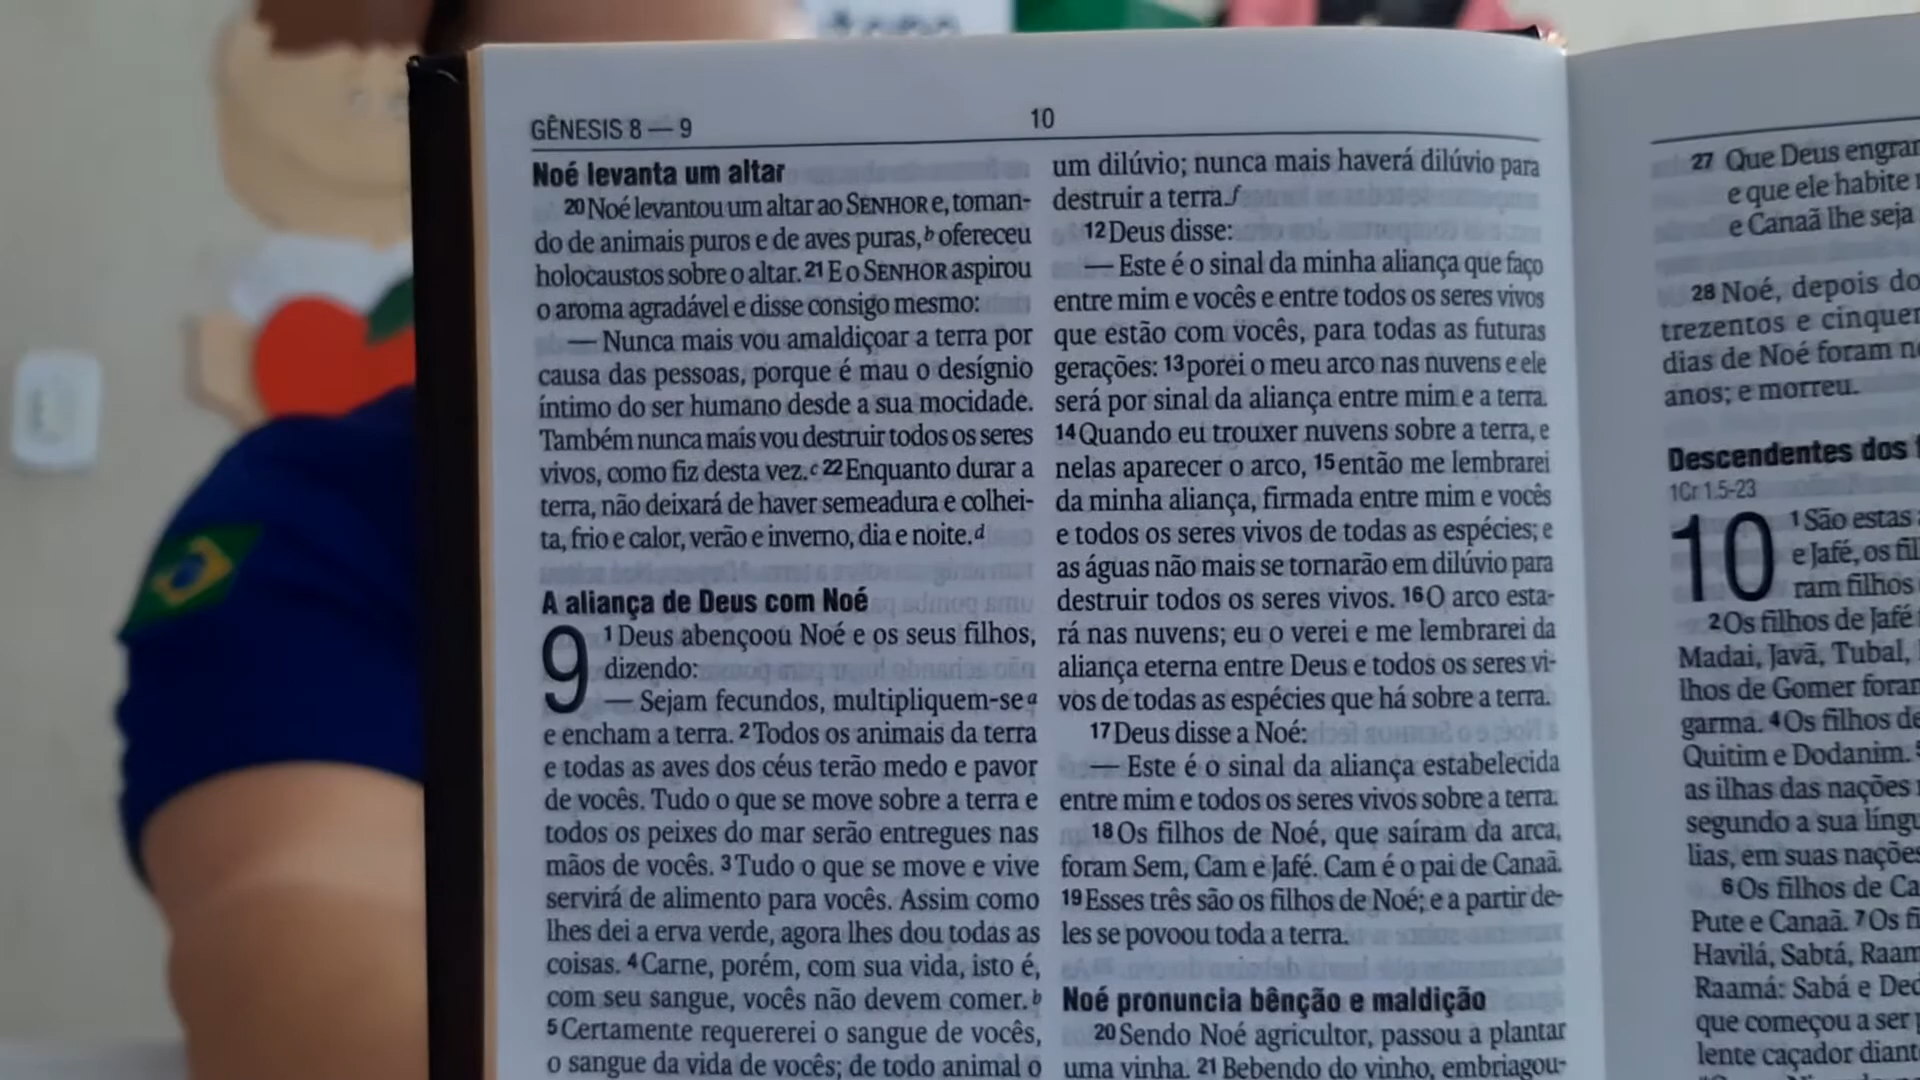 GÊNESIS 8 — 9
10
Noé levanta um altar
20 Noé levantou um altar ao SENHOR e, toman-
do de animais puros e de aves puras,b ofereceu
holocaustos sobre o altar. 21 E o SENHOR aspirou
o aroma agradável e disse consigo mesmo:
— Nunca mais vou amaldiçoar a terra por
causa das pessoas, porque é mau o desígnio
íntimo do ser humano desde a sua mocidade.
Também nunca mais vou destruir todos os seres
vivos, como fiz desta vez.c 22 Enquanto durar a
terra, não deixará de haver semeadura e colhei-
ta, frio e calor, verão e inverno, dia e noite.d
A aliança de Deus com Noé
9 1 Deus abençoou Noé e os seus filhos,
dizendo:
— Sejam fecundos, multipliquem-se a
e encham a terra. 2 Todos os animais da terra
e todas as aves dos céus terão medo e pavor
de vocês. Tudo o que se move sobre a terra e
todos os peixes do mar serão entregues nas
mãos de vocês. 3 Tudo o que se move e vive
servirá de alimento para vocês. Assim como
lhes dei a erva verde, agora lhes dou todas as
coisas. 4 Carne, porém, com sua vida, isto é,
com seu sangue, vocês não devem comer.b
5 Certamente requererei o sangue de vocês,
o sangue da vida de vocês; de todo animal o
um dilúvio; nunca mais haverá dilúvio para
destruir a terra.f
12 Deus disse:
— Este é o sinal da minha aliança que faço
entre mim e vocês e entre todos os seres vivos
que estão com vocês, para todas as futuras
gerações: 13 porei o meu arco nas nuvens e ele
será por sinal da aliança entre mim e a terra.
14 Quando eu trouxer nuvens sobre a terra, e
nelas aparecer o arco, 15 então me lembrarei
da minha aliança, firmada entre mim e vocês
e todos os seres vivos de todas as espécies; e
as águas não mais se tornarão em dilúvio para
destruir todos os seres vivos. 16 O arco esta-
rá nas nuvens; eu o verei e me lembrarei da
aliança eterna entre Deus e todos os seres vi-
vos de todas as espécies que há sobre a terra.
17 Deus disse a Noé:
— Este é o sinal da aliança estabelecida
entre mim e todos os seres vivos sobre a terra.
18 Os filhos de Noé, que saíram da arca,
foram Sem, Cam e Jafé. Cam é o pai de Canaã.
19 Esses três são os filhos de Noé; e a partir de-
les se povoou toda a terra.
Noé pronuncia bênção e maldição
20 Sendo Noé agricultor, passou a plantar
uma vinha. 21 Bebendo do vinho, embriagou-
27 Que Deus engran
e que ele habite
e Canaã lhe seja
28 Noé, depois do
trezentos e cinquen
dias de Noé foram
anos; e morreu.
Descendentes dos
1Cr 1.5-23
10 1 São estas
e Jafé, os fil
ram filhos
2 Os filhos de Jafé
Madai, Javã, Tubal,
lhos de Gomer foram
garma. 4 Os filhos de
Quitim e Dodanim.
as ilhas das nações
segundo a sua língu
lias, em suas nações
6 Os filhos de Ca
Pute e Canaã. 7 Os fi
Havilá, Sabtá, Raam
Raamá: Sabá e Ded
que começou a ser
lente caçador diant